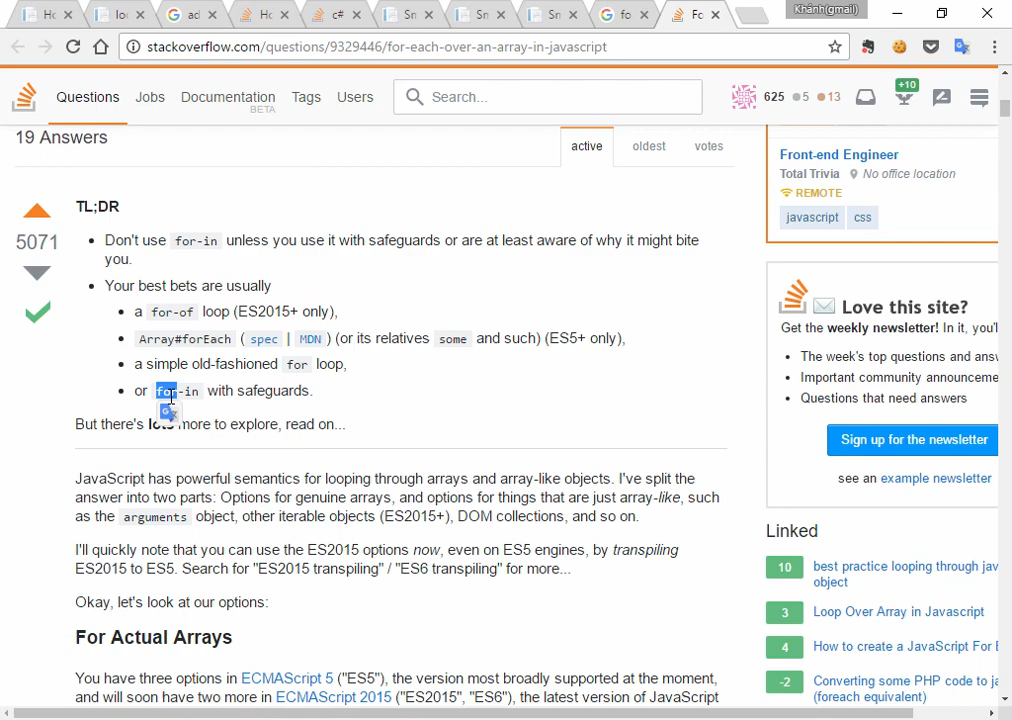 Ho
lo
ad
Ho
c#
Sn
Sn
Sn
fo
Fo
Khánh(gmail)
stackoverflow.com/questions/9329446/for-each-over-an-array-in-javascript
Questions
Jobs
Documentation
BETA
Tags
Users
Search...
625
5
13
+10
19 Answers
active
oldest
votes
TL;DR
5071
Don't use for-in unless you use it with safeguards or are at least aware of why it might bite
you.
Your best bets are usually
a for-of loop (ES2015+ only),
Array#forEach ( spec | MDN ) (or its relatives some and such) (ES5+ only),
a simple old-fashioned for loop,
or for-in with safeguards.
But there's lots more to explore, read on...
JavaScript has powerful semantics for looping through arrays and array-like objects. I've split the
answer into two parts: Options for genuine arrays, and options for things that are just array-like, such
as the arguments object, other iterable objects (ES2015+), DOM collections, and so on.
I'll quickly note that you can use the ES2015 options now, even on ES5 engines, by transpiling
ES2015 to ES5. Search for "ES2015 transpiling" / "ES6 transpiling" for more...
Okay, let's look at our options:
For Actual Arrays
You have three options in ECMAScript 5 ("ES5"), the version most broadly supported at the moment,
and will soon have two more in ECMAScript 2015 ("ES2015", "ES6"), the latest version of JavaScript
Front-end Engineer
Total Trivia No office location
REMOTE
javascript css
Love this site?
Get the weekly newsletter! In it, you'l
The week's top questions and answ
Important community announceme
Questions that need answers
Sign up for the newsletter
see an example newsletter
Linked
10 best practice looping through jav
object
3 Loop Over Array in Javascript
4 How to create a JavaScript For E
-2 Converting some PHP code to ja
(foreach equivalent)